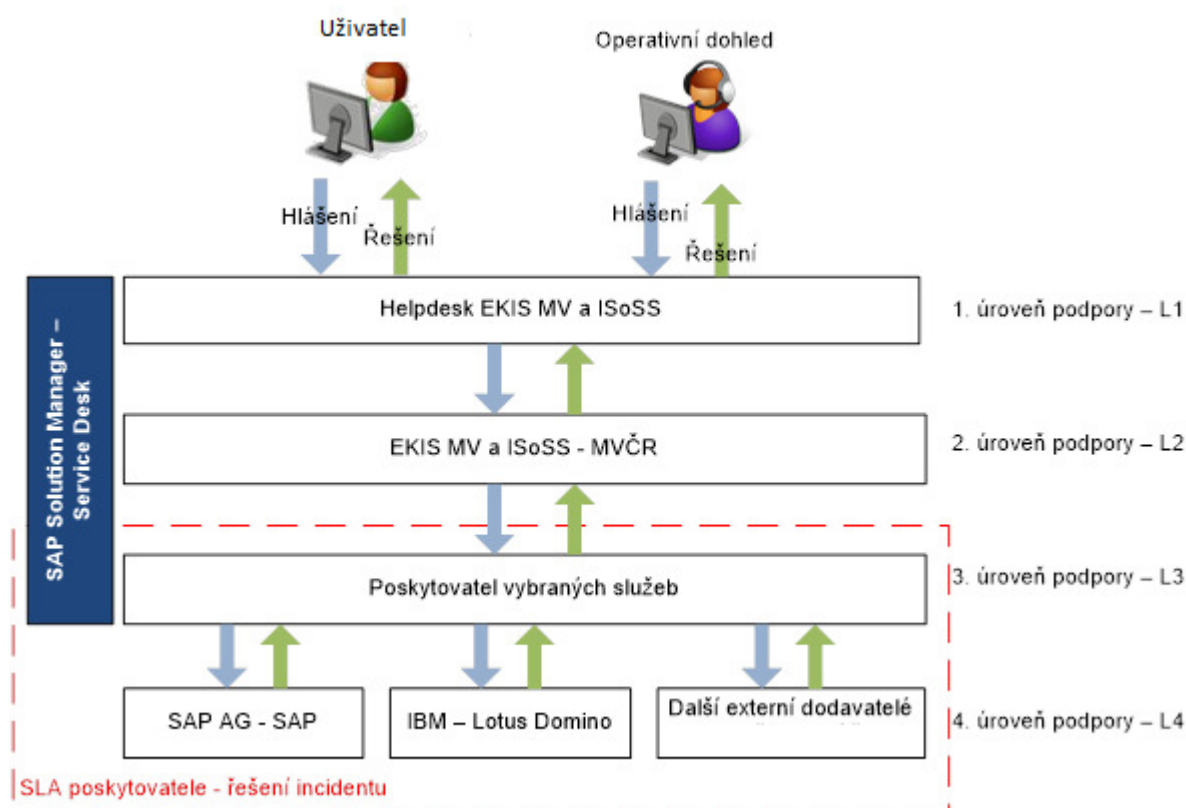 Uživatel
Operativní dohled
Hlášení
Řešení
Hlášení
Řešení
SAP Solution Manager –
Service Desk
Helpdesk EKIS MV a ISoSS
1. úroveň podpory – L1
EKIS MV a ISoSS - MVČR
2. úroveň podpory – L2
Poskytovatel vybraných služeb
3. úroveň podpory – L3
SAP AG - SAP
IBM – Lotus Domino
Další externí dodavatelé
4. úroveň podpory – L4
SLA poskytovatele - řešení incidentu